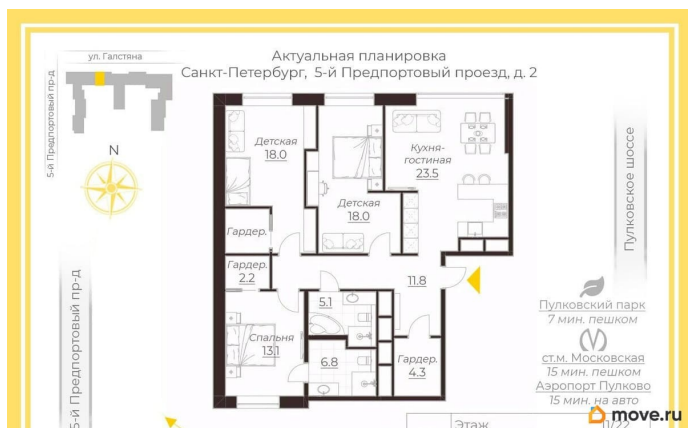 ул. Галстяна
5-й Предпортовый пр-д
N
Актуальная планировка
Санкт-Петербург, 5-й Предпортовый проезд, д. 2
Детская
18.0
Детская
18.0
Кухня-
гостиная
23.5
Гардер.
Гардер.
2.2
11.8
5.1
Спальня
13.1
6.8
Гардер.
4.3
5-й Предпортовый пр-д
Пулковское шоссе
Пулковский парк
7 мин. пешком
ст.м. Московская
15 мин. пешком
Аэропорт Пулково
15 мин. на авто
Этаж
move.ru